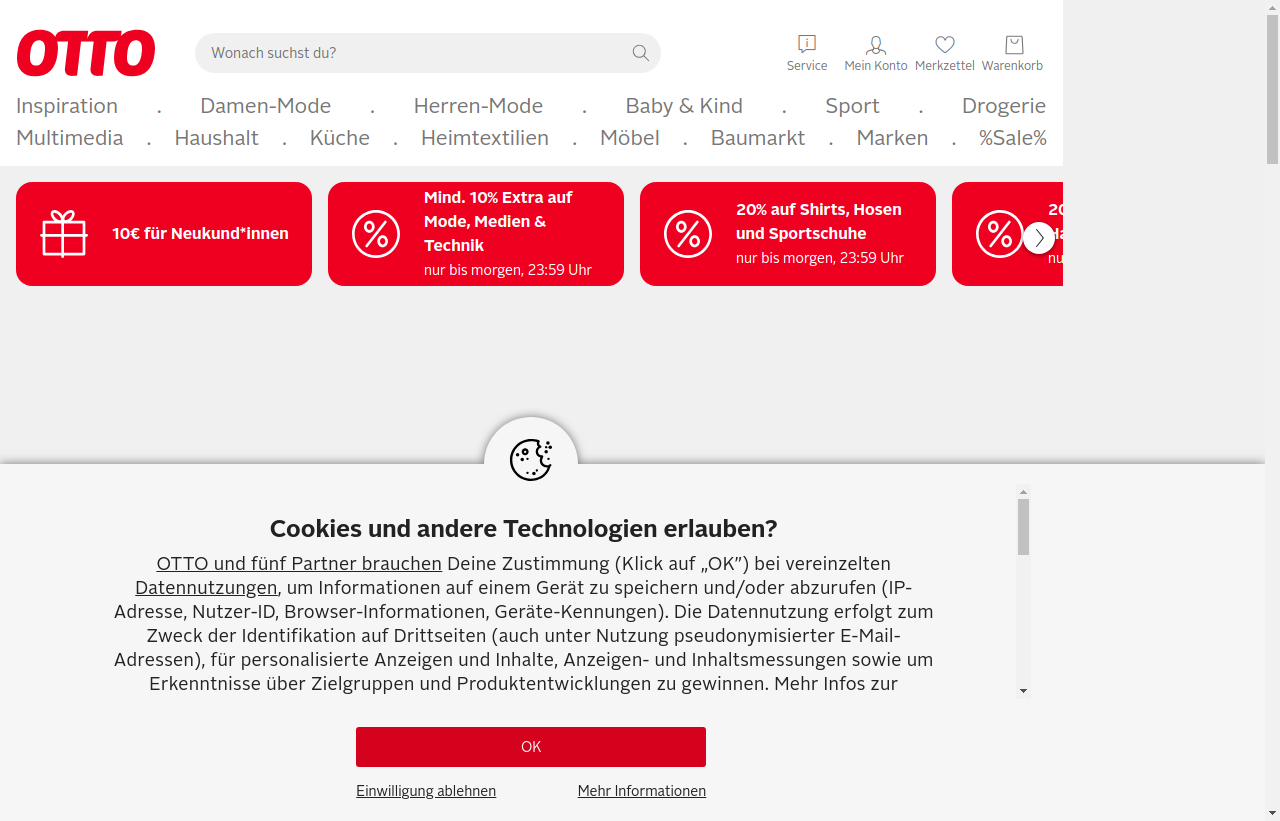 OTTO
Wonach suchst du?
Service
Mein Konto
Merkzettel
Warenkorb
Inspiration . Damen-Mode . Herren-Mode . Baby & Kind . Sport . Drogerie
Multimedia . Haushalt . Küche . Heimtextilien . Möbel . Baumarkt . Marken . %Sale%
10€ für Neukund*innen
Mind. 10% Extra auf
Mode, Medien &
Technik
nur bis morgen, 23:59 Uhr
20% auf Shirts, Hosen
und Sportschuhe
nur bis morgen, 23:59 Uhr
Cookies und andere Technologien erlauben?
OTTO und fünf Partner brauchen Deine Zustimmung (Klick auf „OK”) bei vereinzelten
Datennutzungen, um Informationen auf einem Gerät zu speichern und/oder abzurufen (IP-
Adresse, Nutzer-ID, Browser-Informationen, Geräte-Kennungen). Die Datennutzung erfolgt zum
Zweck der Identifikation auf Drittseiten (auch unter Nutzung pseudonymisierter E-Mail-
Adressen), für personalisierte Anzeigen und Inhalte, Anzeigen- und Inhaltsmessungen sowie um
Erkenntnisse über Zielgruppen und Produktentwicklungen zu gewinnen. Mehr Infos zur
OK
Einwilligung ablehnen
Mehr Informationen